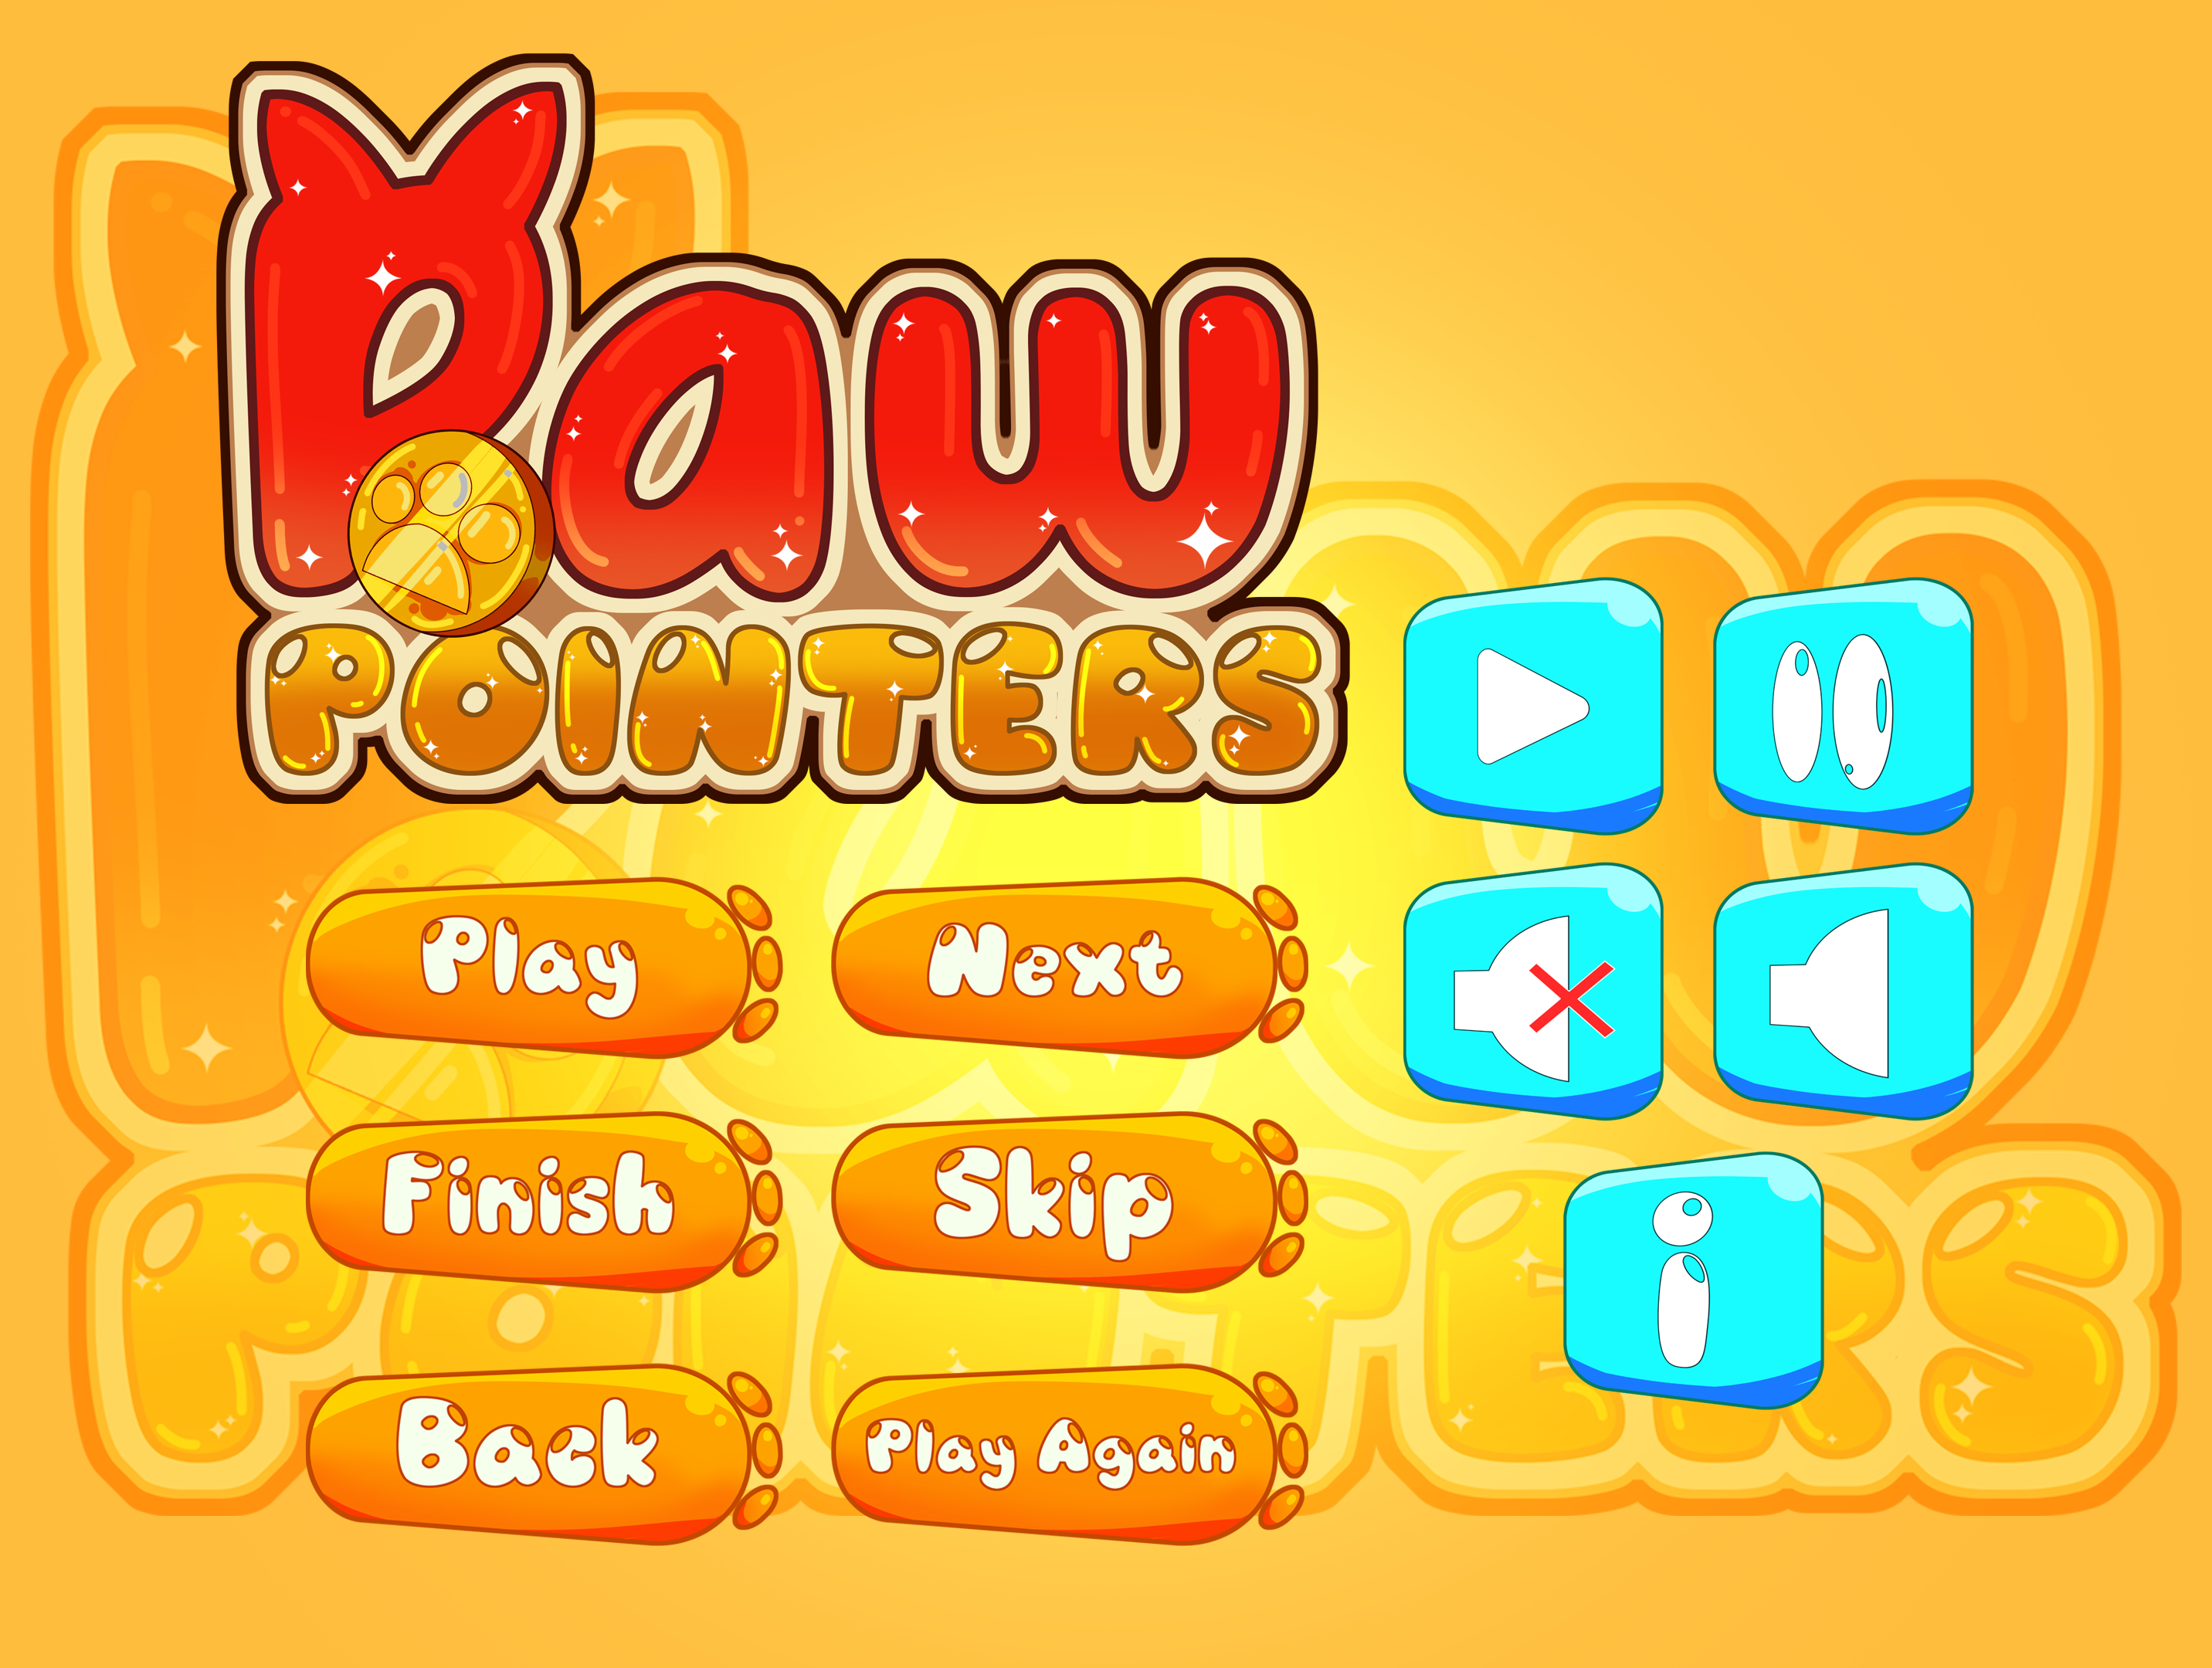 Paw
POINTERS
Play
Next
Finish
Skip
Back
Play Again
i